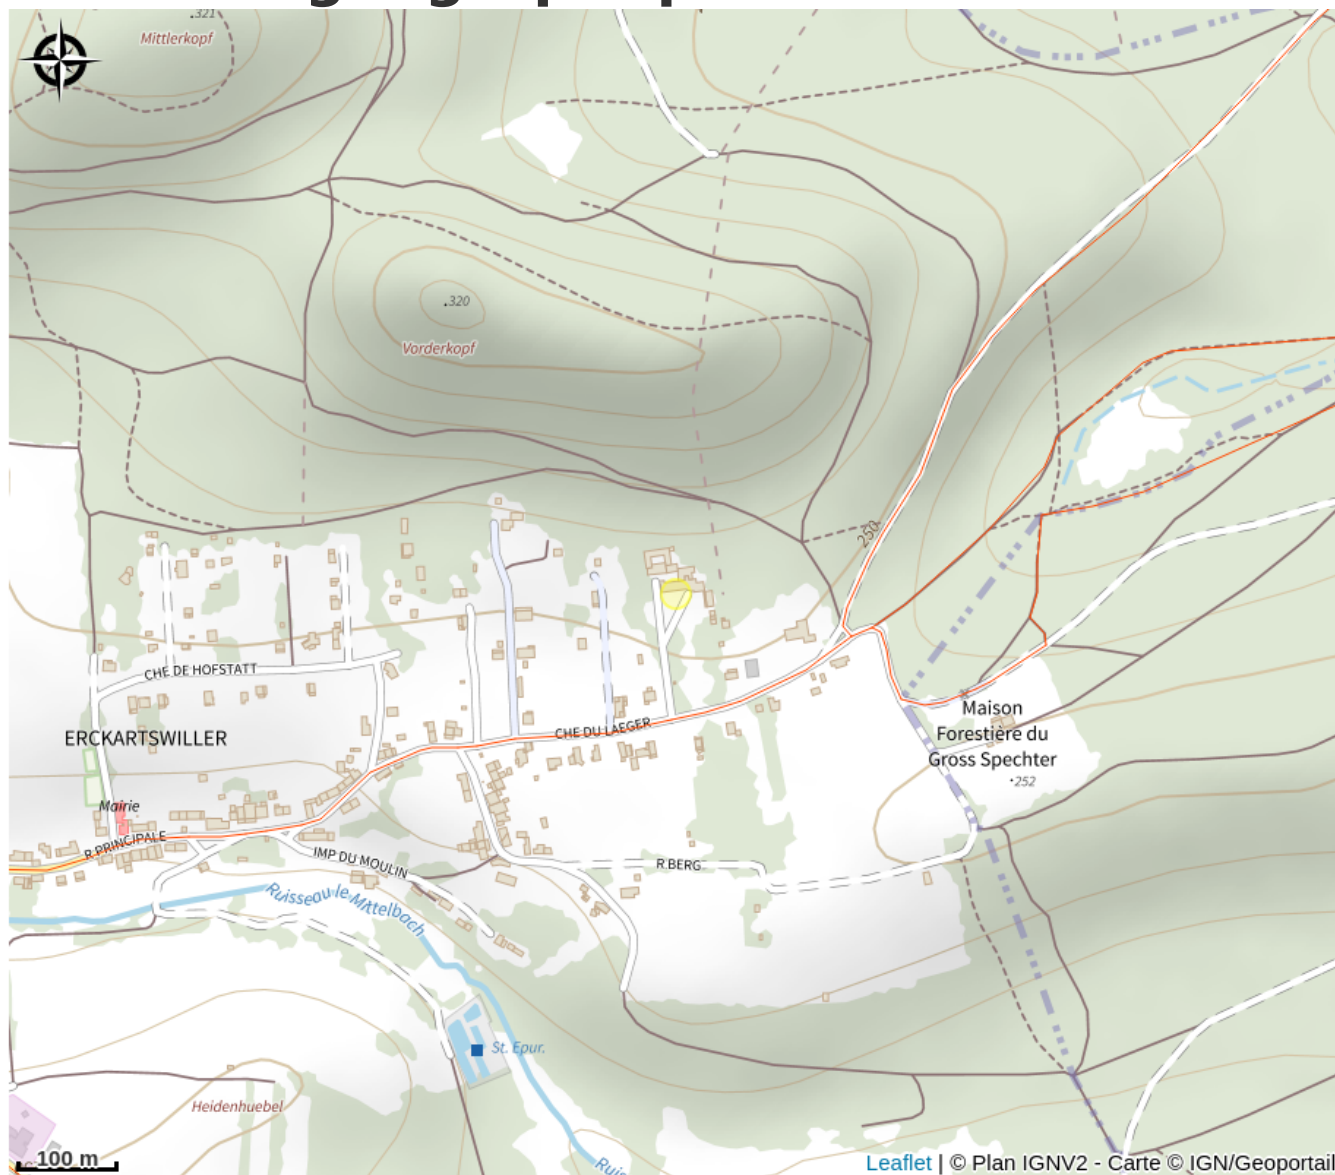 .321
Mittlerkopf
.320
Vorderkopf
250
CHE DE HOFSTATT
ERCKARTSWILLER
CHE DU LAEGER
Maison
Forestière du
Gross Spechter
.252
Mairie
R PRINCIPALE
IMP DU MOULIN
R BERG
Ruisseau le Mittelbach
St. Epur.
Heidenhuebel
100 m
Leaflet | © Plan IGNV2 - Carte © IGN/Geoportail